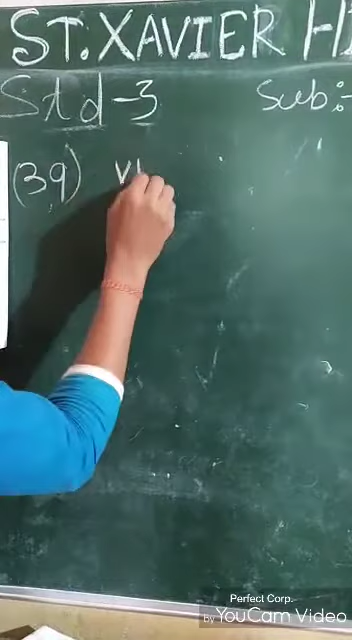 ST. XAVIER H
Std-3 Sub:-
(39)
Perfect Corp.
by YouCam Video